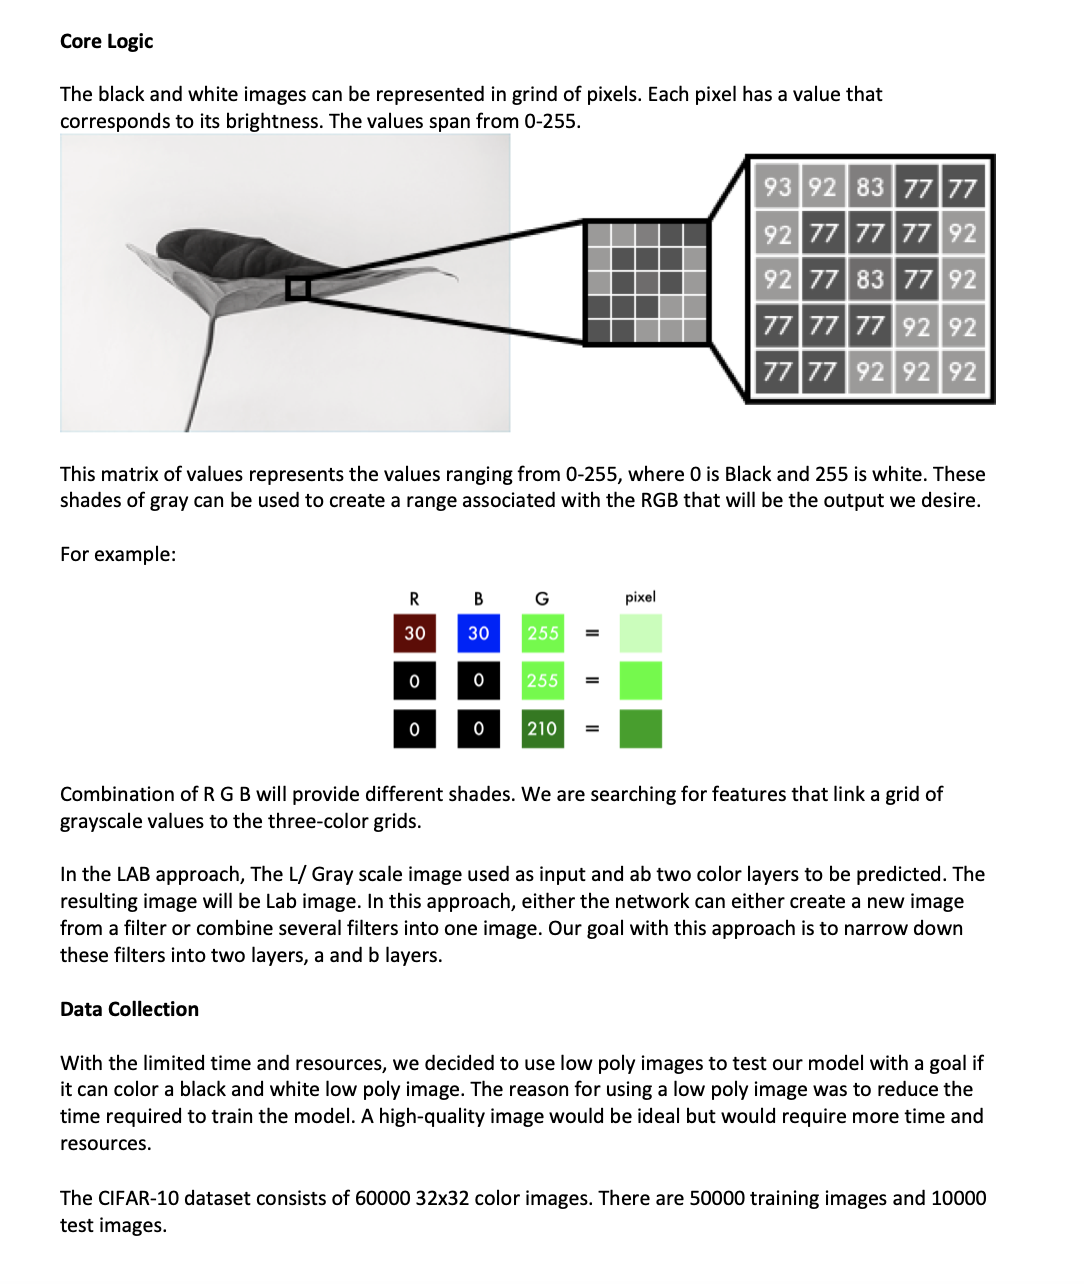 Core Logic
The black and white images can be represented in grind of pixels. Each pixel has a value that
corresponds to its brightness. The values span from 0-255.
93 92 83 77 77
92 77 77 77 92
92 77 83 77 92
77 77 77 92 92
77 77 92 92 92
This matrix of values represents the values ranging from 0-255, where 0 is Black and 255 is white. These
shades of gray can be used to create a range associated with the RGB that will be the output we desire.
For example:
R B G pixel
30 30 255 =
0 0 255 =
0 0 210 =
Combination of R G B will provide different shades. We are searching for features that link a grid of
grayscale values to the three-color grids.
In the LAB approach, The L/ Gray scale image used as input and ab two color layers to be predicted. The
resulting image will be Lab image. In this approach, either the network can either create a new image
from a filter or combine several filters into one image. Our goal with this approach is to narrow down
these filters into two layers, a and b layers.
Data Collection
With the limited time and resources, we decided to use low poly images to test our model with a goal if
it can color a black and white low poly image. The reason for using a low poly image was to reduce the
time required to train the model. A high-quality image would be ideal but would require more time and
resources.
The CIFAR-10 dataset consists of 60000 32x32 color images. There are 50000 training images and 10000
test images.